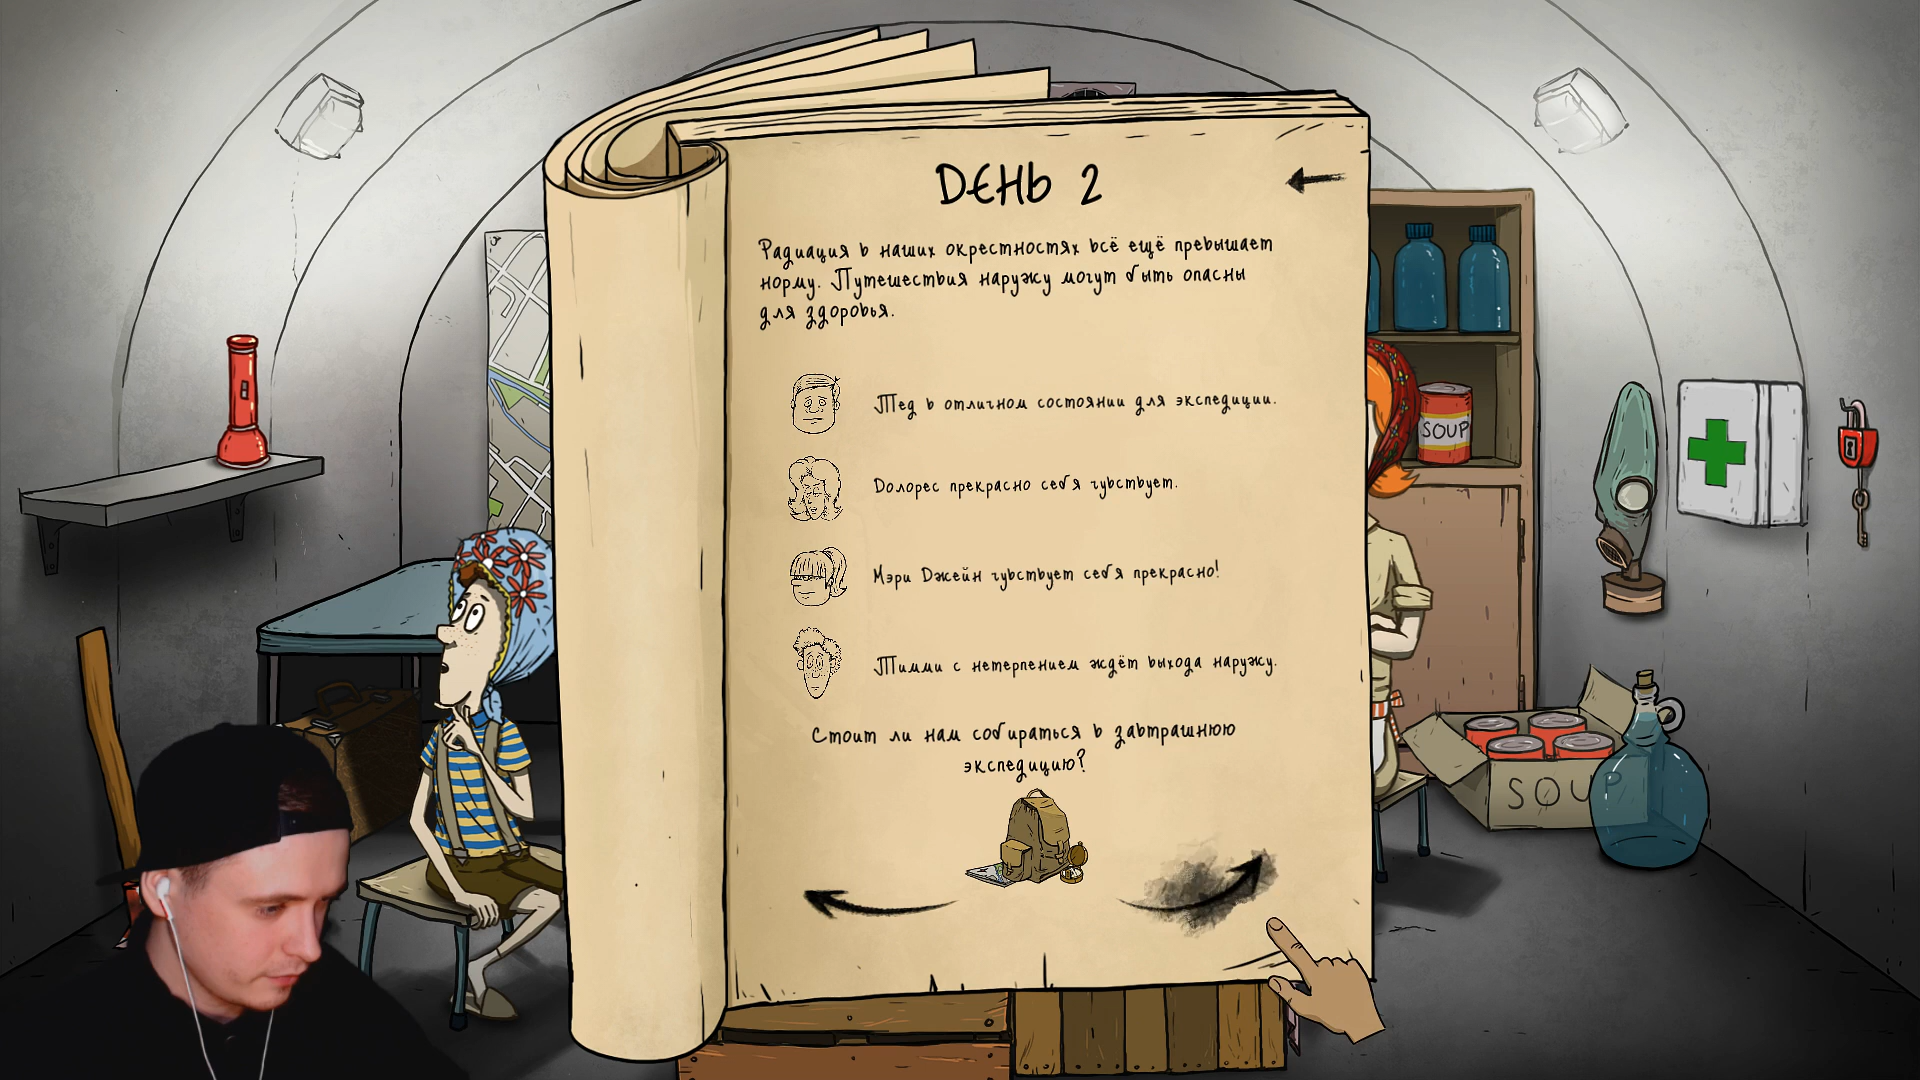 ДЕНЬ 2
Радиация в наших окрестностях всё ещё превышает
норму. Путешествия наружу могут быть опасны
для здоровья.
Тед в отличном состоянии для экспедиции.
Долорес прекрасно себя чувствует.
Мэри Джейн чувствует себя прекрасно!
Тимми с нетерпением ждёт выхода наружу.
Стоит ли нам собираться в завтрашнюю
экспедицию?
SOUP
SOUP